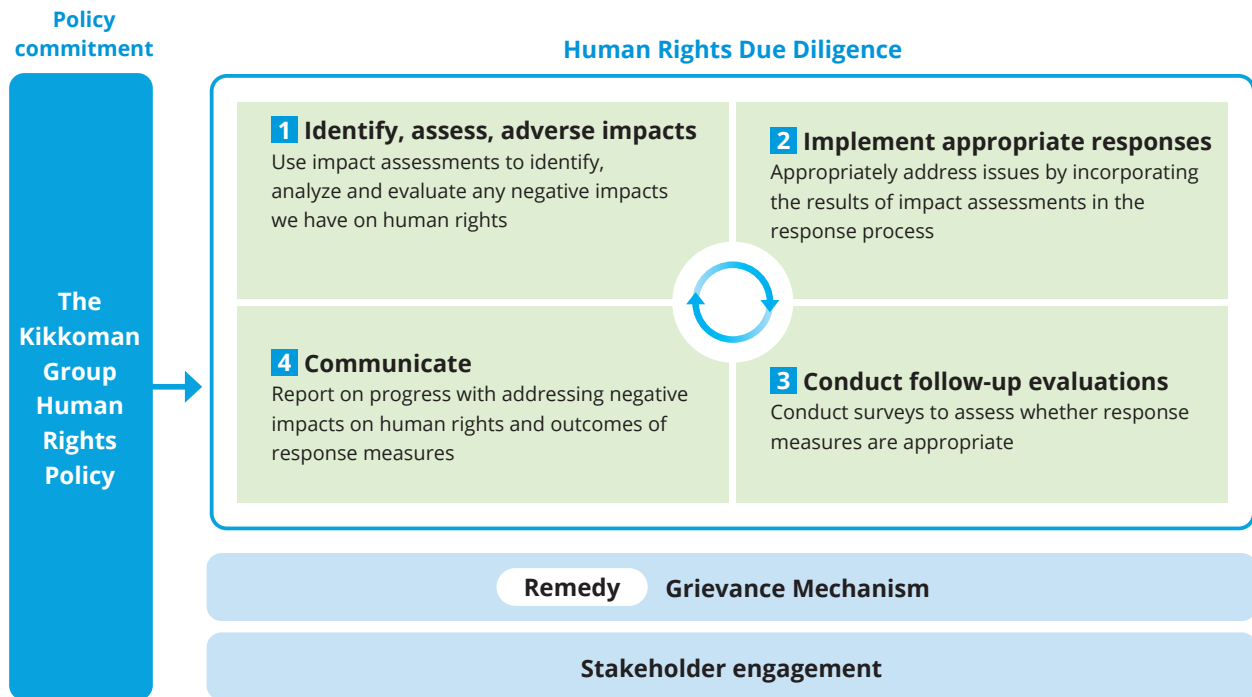 Policy
commitment
Human Rights Due Diligence
The
Kikkoman
Group
Human
Rights
Policy
1 Identify, assess, adverse impacts
Use impact assessments to identify,
analyze and evaluate any negative impacts
we have on human rights
2 Implement appropriate responses
Appropriately address issues by incorporating
the results of impact assessments in the
response process
4 Communicate
Report on progress with addressing negative
impacts on human rights and outcomes of
response measures
3 Conduct follow-up evaluations
Conduct surveys to assess whether response
measures are appropriate
Remedy Grievance Mechanism
Stakeholder engagement